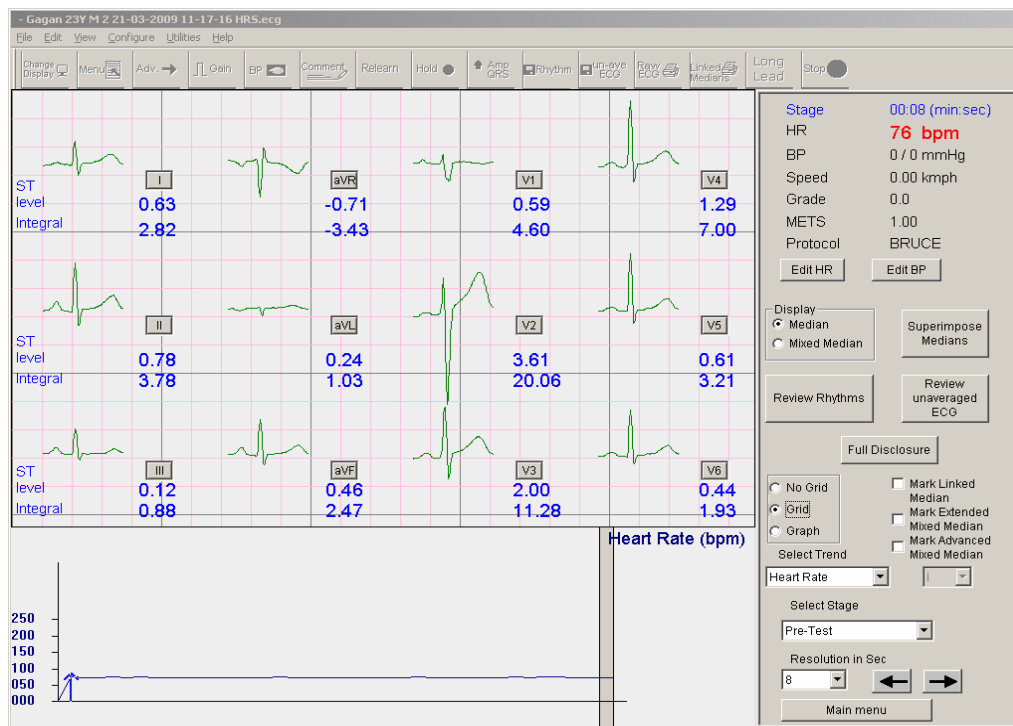 - Gagan 23Y M 2 21-03-2009 11-17-16 HRS.ecg
File Edit View Configure Utilities Help
Change Display Menu Adv. Gain BP Comment Relearn Hold Amp QRS Rhythm un-ave ECG Raw ECG Linked Medians Long Lead Stop
I aVR V1 V4
ST
level 0.63 -0.71 0.59 1.29
Integral 2.82 -3.43 4.60 7.00
II aVL V2 V5
ST
level 0.78 0.24 3.61 0.61
Integral 3.78 1.03 20.06 3.21
III aVF V3 V6
ST
level 0.12 0.46 2.00 0.44
Integral 0.88 2.47 11.28 1.93
Heart Rate (bpm)
250
200
150
100
050
000
Stage 00:08 (min:sec)
HR 76 bpm
BP 0 / 0 mmHg
Speed 0.00 kmph
Grade 0.0
METS 1.00
Protocol BRUCE
Edit HR Edit BP
Display
Median
Mixed Median
Superimpose
Medians
Review Rhythms
Review
unaveraged
ECG
Full Disclosure
No Grid
Grid
Graph
Mark Linked
Median
Mark Extended
Mixed Median
Mark Advanced
Mixed Median
Select Trend
Heart Rate I
Select Stage
Pre-Test
Resolution in Sec
8
Main menu